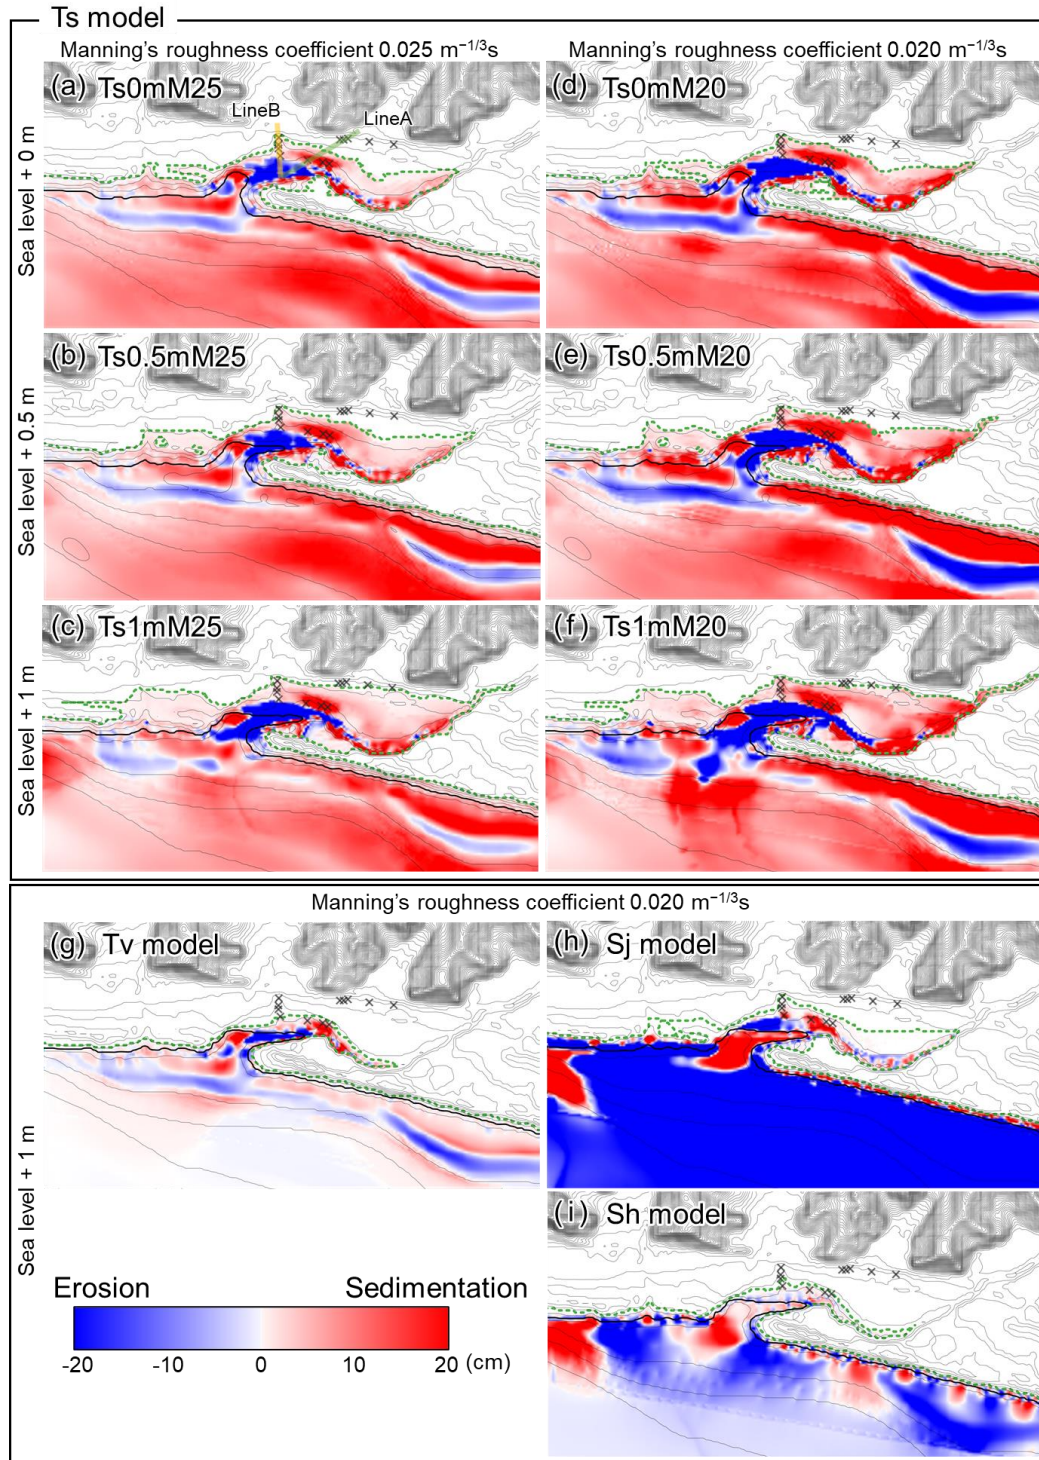 Ts model
Manning's roughness coefficient 0.025 m−1/3s
Manning's roughness coefficient 0.020 m−1/3s
Sea level + 0 m
(a) Ts0mM25
LineB
LineA
(d) Ts0mM20
Sea level + 0.5 m
(b) Ts0.5mM25
(e) Ts0.5mM20
Sea level + 1 m
(c) Ts1mM25
(f) Ts1mM20
Manning's roughness coefficient 0.020 m−1/3s
Sea level + 1 m
(g) Tv model
(h) Sj model
(i) Sh model
Erosion
Sedimentation
-20 -10 0 10 20 (cm)